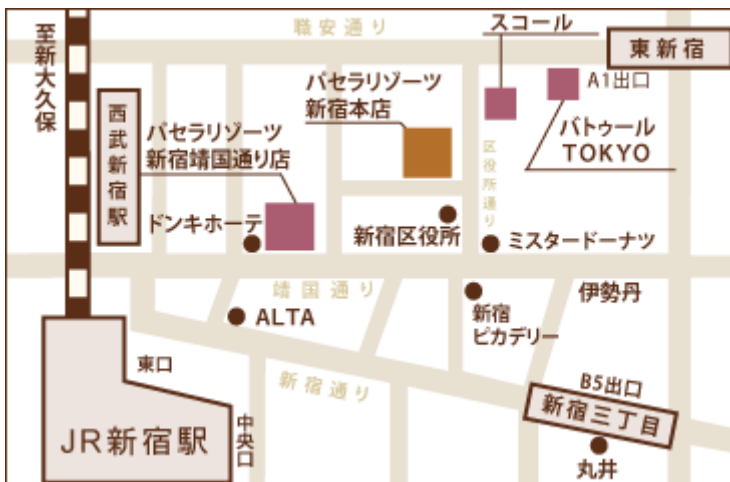 至新大久保
職安通り
スコール
東新宿
A1出口
西武新宿駅
パセラリゾーツ
新宿本店
パセラリゾーツ
新宿靖国通り店
バトゥール
TOKYO
区役所通り
ドンキホーテ
新宿区役所
ミスタードーナツ
靖国通り
伊勢丹
ALTA
新宿
ピカデリー
東口
新宿通り
B5出口
新宿三丁目
JR新宿駅
中央口
丸井